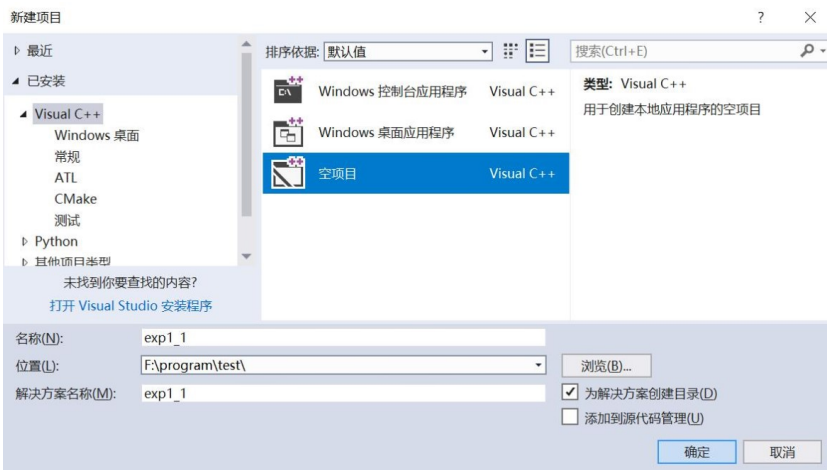 新建项目
?
最近
排序依据: 默认值
搜索(Ctrl+E)
已安装
Visual C++
Windows 桌面
常规
ATL
CMake
测试
Python
其他项目类型
未找到你要查找的内容?
打开 Visual Studio 安装程序
Windows 控制台应用程序 Visual C++
Windows 桌面应用程序 Visual C++
空项目 Visual C++
类型: Visual C++
用于创建本地应用程序的空项目
名称(N): exp1_1
位置(L): F:\program\test\
浏览(B)...
解决方案名称(M): exp1_1
为解决方案创建目录(D)
添加到源代码管理(U)
确定 取消